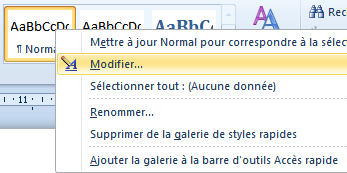 AaBbCcDc AaBbCcDc AaBbC Rec
¶ Norma
Mettre à jour Normal pour correspondre à la sélect
Modifier...
Sélectionner tout : (Aucune donnée)
Renommer...
Supprimer de la galerie de styles rapides
Ajouter la galerie à la barre d'outils Accès rapide
11